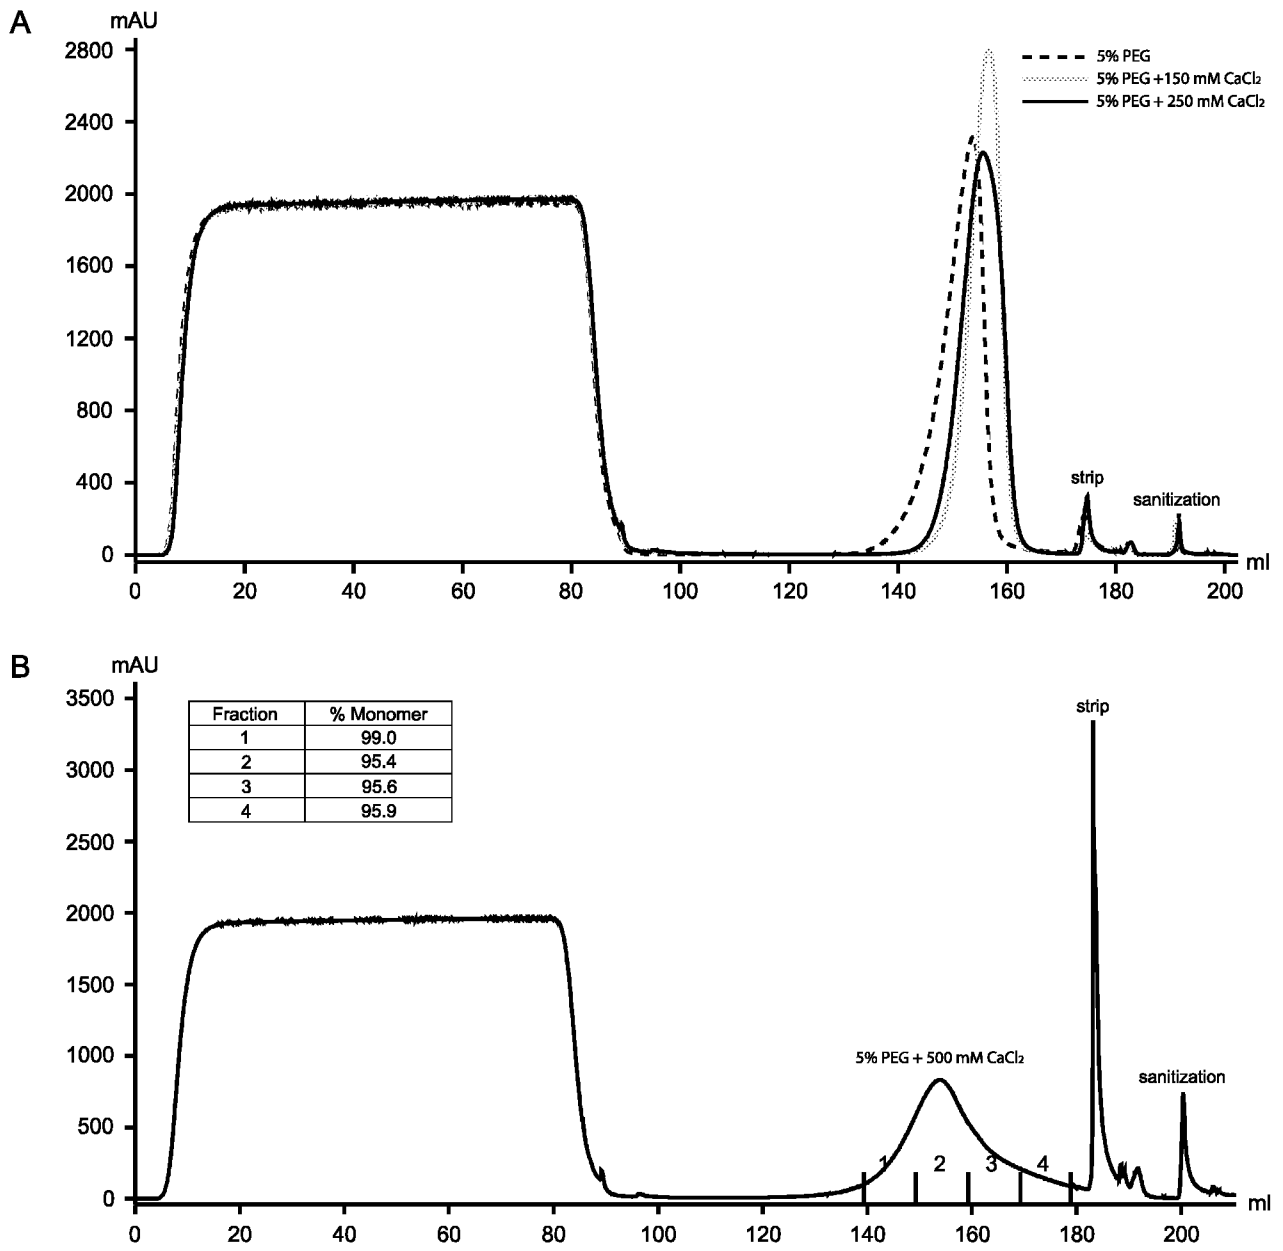 A
mAU
2800
2400
2000
1600
1200
800
400
0
5% PEG
5% PEG +150 mM CaCl₂
5% PEG + 250 mM CaCl₂
strip
sanitization
0 20 40 60 80 100 120 140 160 180 200 ml
B
mAU
3500
3000
2500
2000
1500
1000
500
0
Fraction % Monomer
1 99.0
2 95.4
3 95.6
4 95.9
strip
5% PEG + 500 mM CaCl₂
sanitization
1 2 3 4
0 20 40 60 80 100 120 140 160 180 200 ml